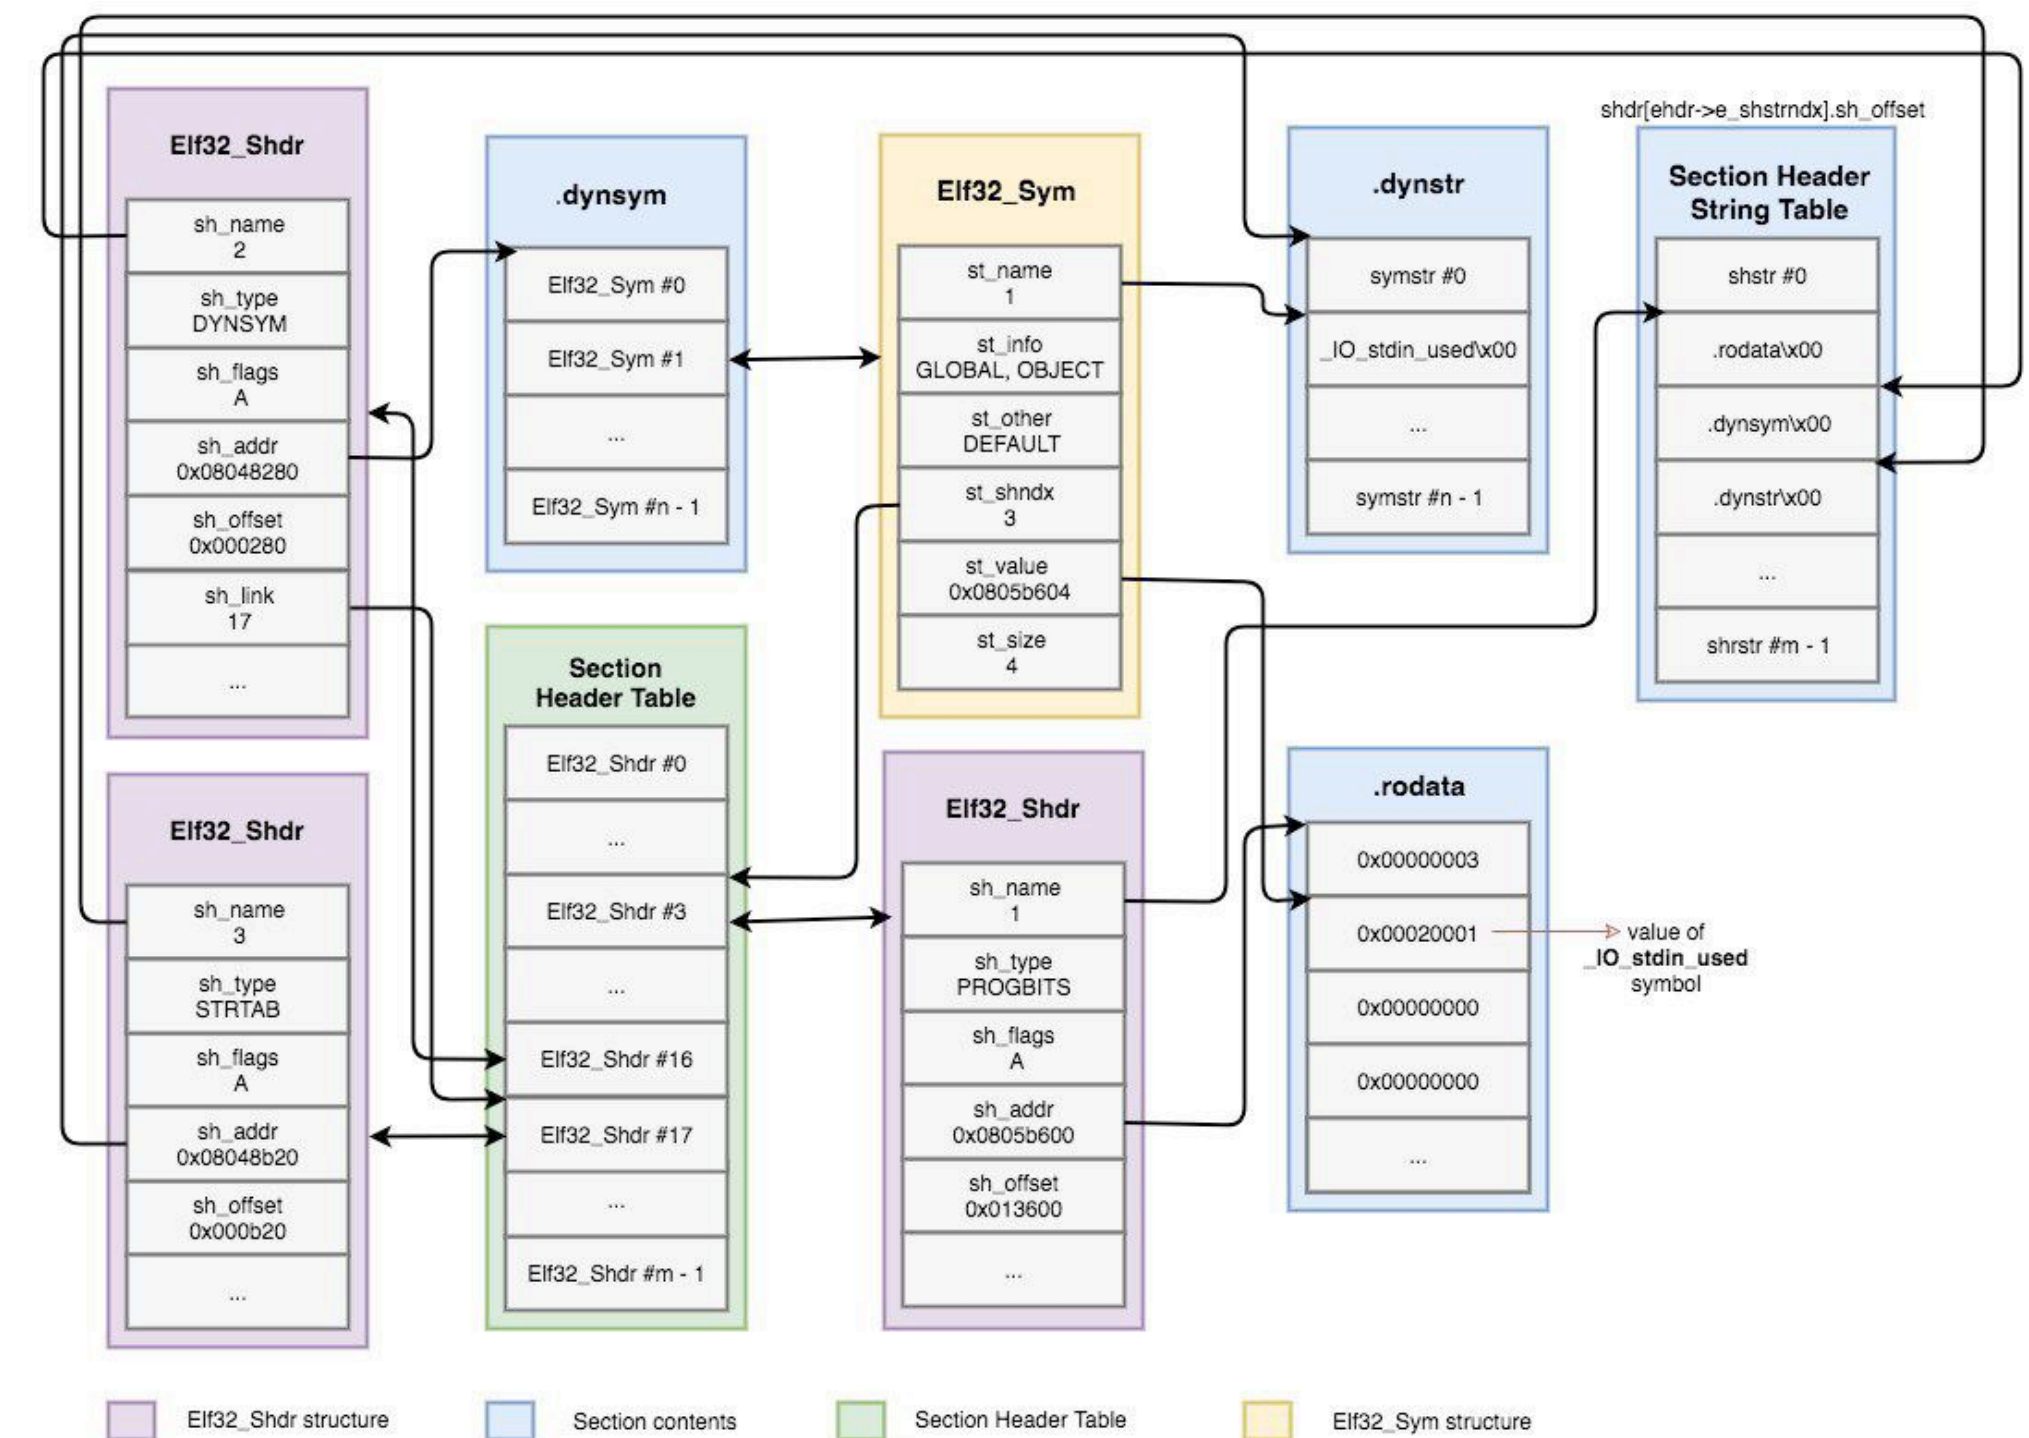 shdr[ehdr->e_shstrndx].sh_offset
Elf32_Shdr
sh_name
2
sh_type
DYNSYM
sh_flags
A
sh_addr
0x08048280
sh_offset
0x000280
sh_link
17
...
.dynsym
Elf32_Sym #0
Elf32_Sym #1
...
Elf32_Sym #n - 1
Elf32_Sym
st_name
1
st_info
GLOBAL, OBJECT
st_other
DEFAULT
st_shndx
3
st_value
0x0805b604
st_size
4
.dynstr
symstr #0
_IO_stdin_used\x00
...
symstr #n - 1
Section Header
String Table
shstr #0
.rodata\x00
.dynsym\x00
.dynstr\x00
...
shrstr #m - 1
Elf32_Shdr
sh_name
3
sh_type
STRTAB
sh_flags
A
sh_addr
0x08048b20
sh_offset
0x000b20
...
Section
Header Table
Elf32_Shdr #0
...
Elf32_Shdr #3
...
Elf32_Shdr #16
Elf32_Shdr #17
...
Elf32_Shdr #m - 1
Elf32_Shdr
sh_name
1
sh_type
PROGBITS
sh_flags
A
sh_addr
0x0805b600
sh_offset
0x013600
...
.rodata
0x00000003
0x00020001
0x00000000
0x00000000
...
value of
_IO_stdin_used
symbol
Elf32_Shdr structure
Section contents
Section Header Table
Elf32_Sym structure